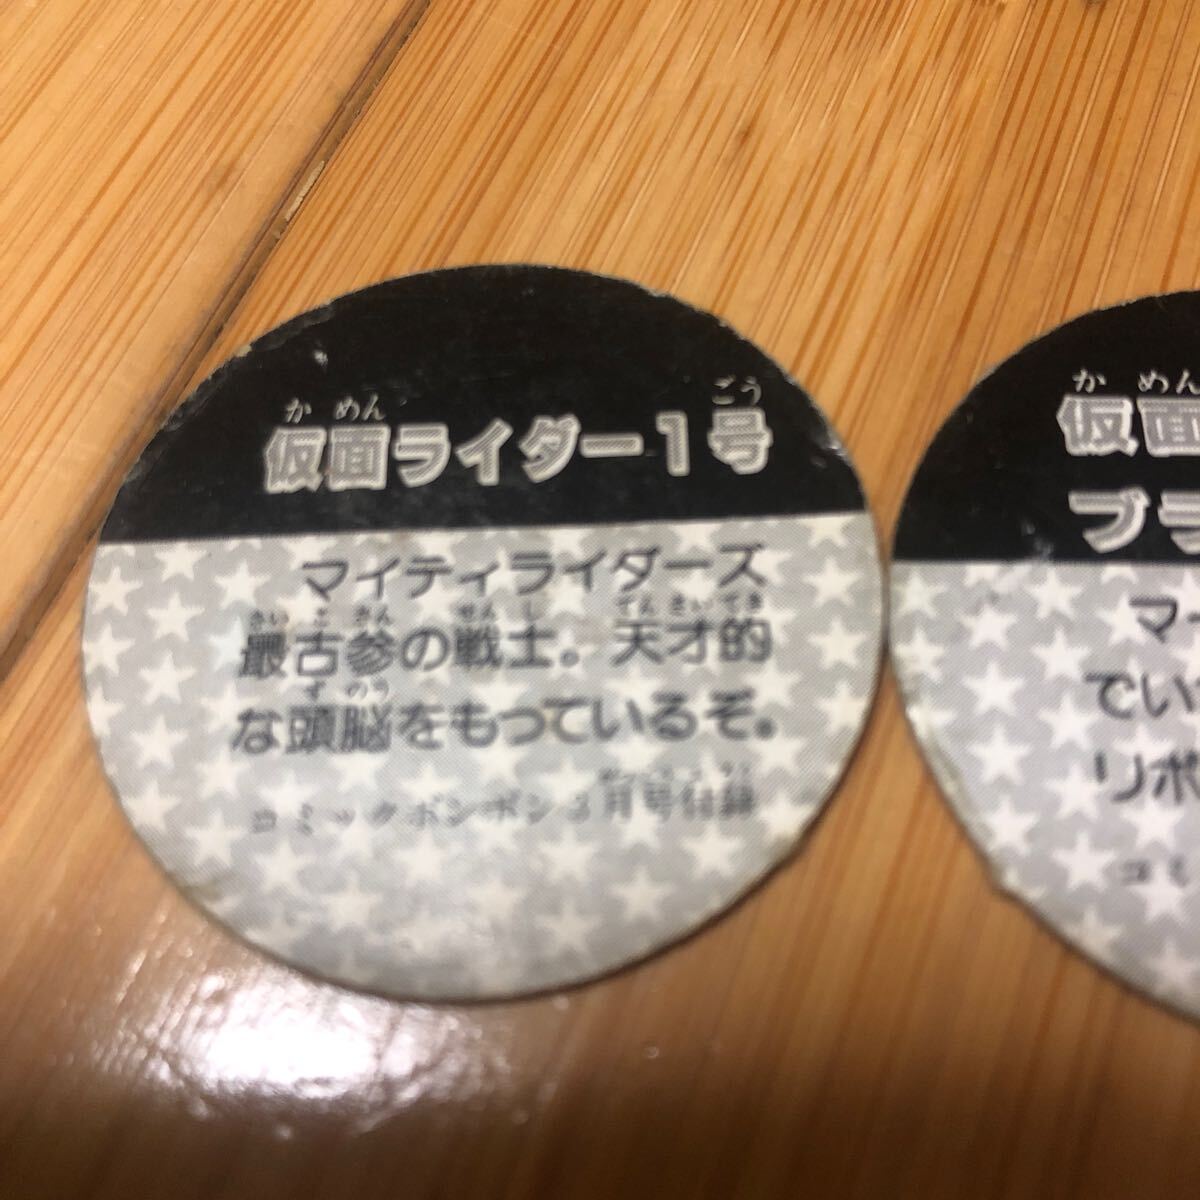 かめん ごう
仮面ライダー1号
マイティライダーズ
さいこさん せんし てんさいてき
最古参の戦士。天才的
ずのう
な頭脳をもっているぞ。
コミックボンボン3月号付録
かめん
仮面
ブラ
マイ
でい
リポ
コミ